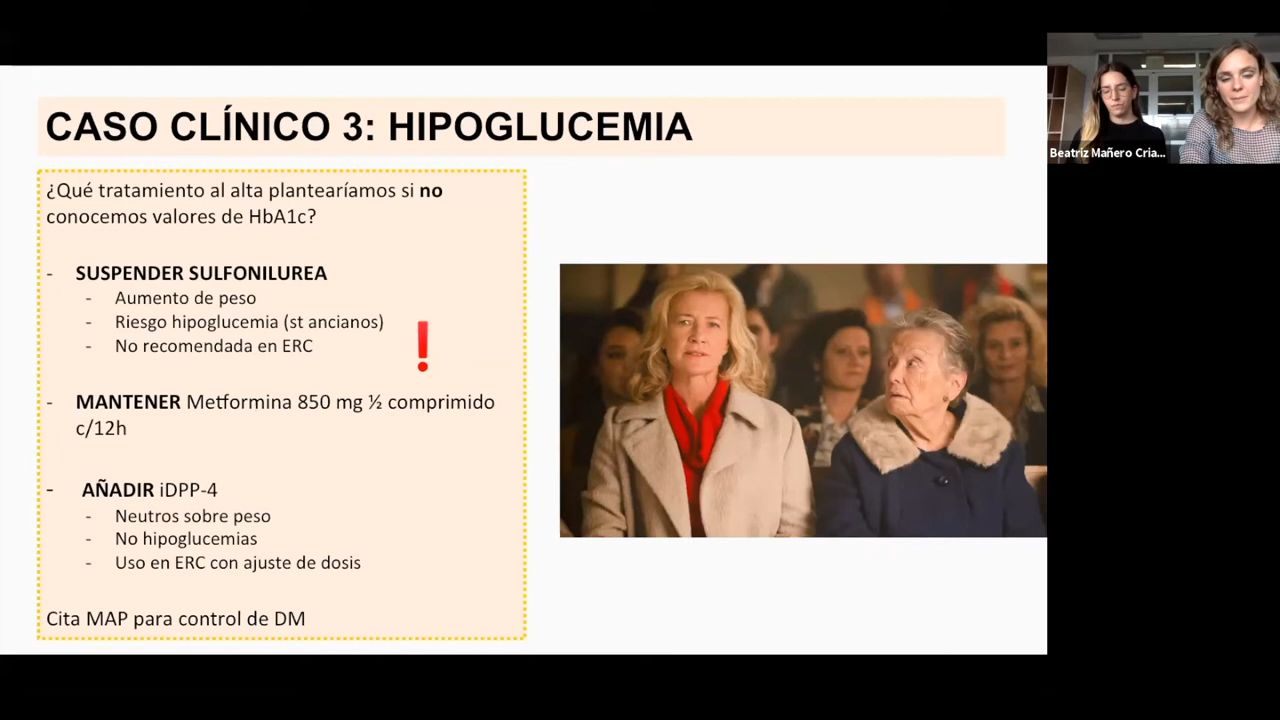 CASO CLÍNICO 3: HIPOGLUCEMIA
¿Qué tratamiento al alta plantearíamos si no
conocemos valores de HbA1c?
- SUSPENDER SULFONILUREA
- Aumento de peso
- Riesgo hipoglucemia (st ancianos)
- No recomendada en ERC
- MANTENER Metformina 850 mg ½ comprimido
c/12h
- AÑADIR iDPP-4
- Neutros sobre peso
- No hipoglucemias
- Uso en ERC con ajuste de dosis
Cita MAP para control de DM
Beatriz Mañero Cria...